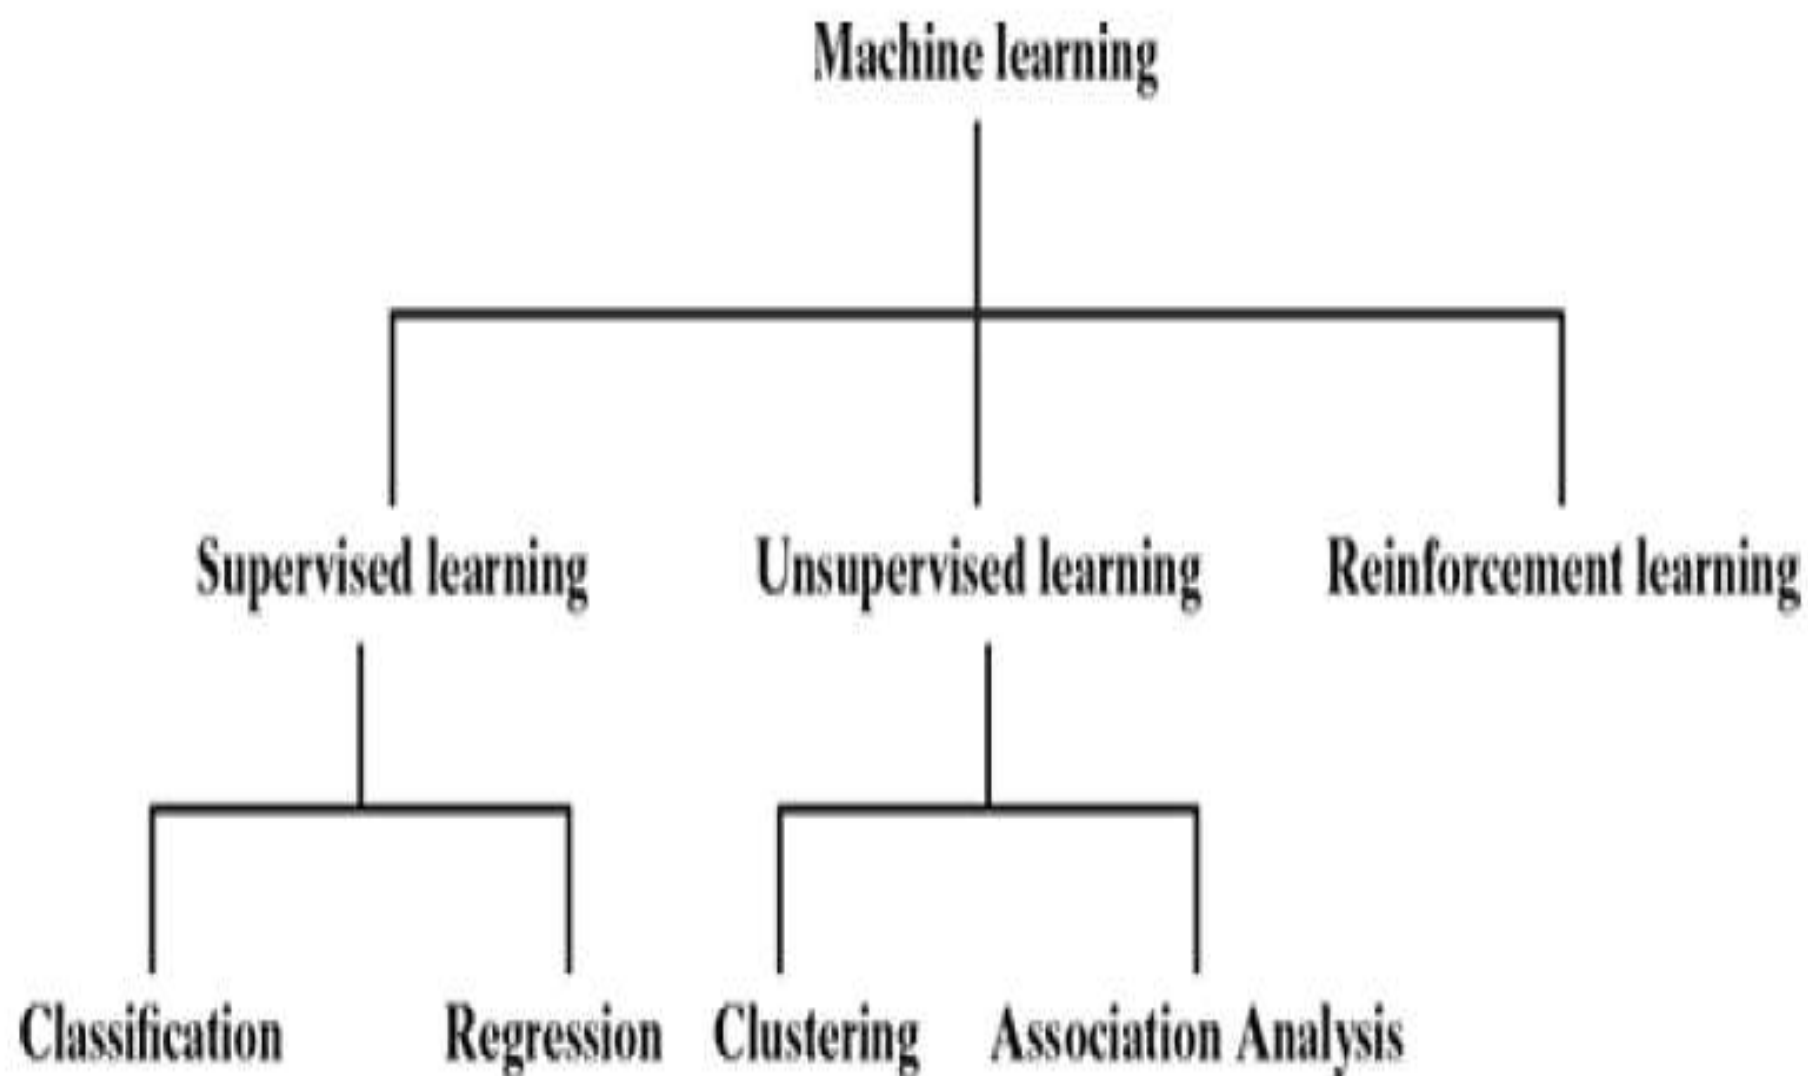 Machine learning
Supervised learning Unsupervised learning Reinforcement learning
Classification Regression Clustering Association Analysis